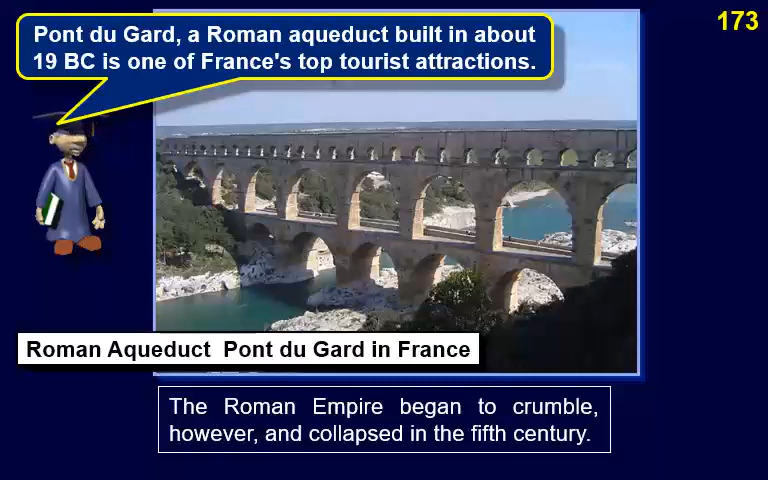 173
Pont du Gard, a Roman aqueduct built in about
19 BC is one of France's top tourist attractions.
Roman Aqueduct  Pont du Gard in France
The Roman Empire began to crumble,
however, and collapsed in the fifth century.